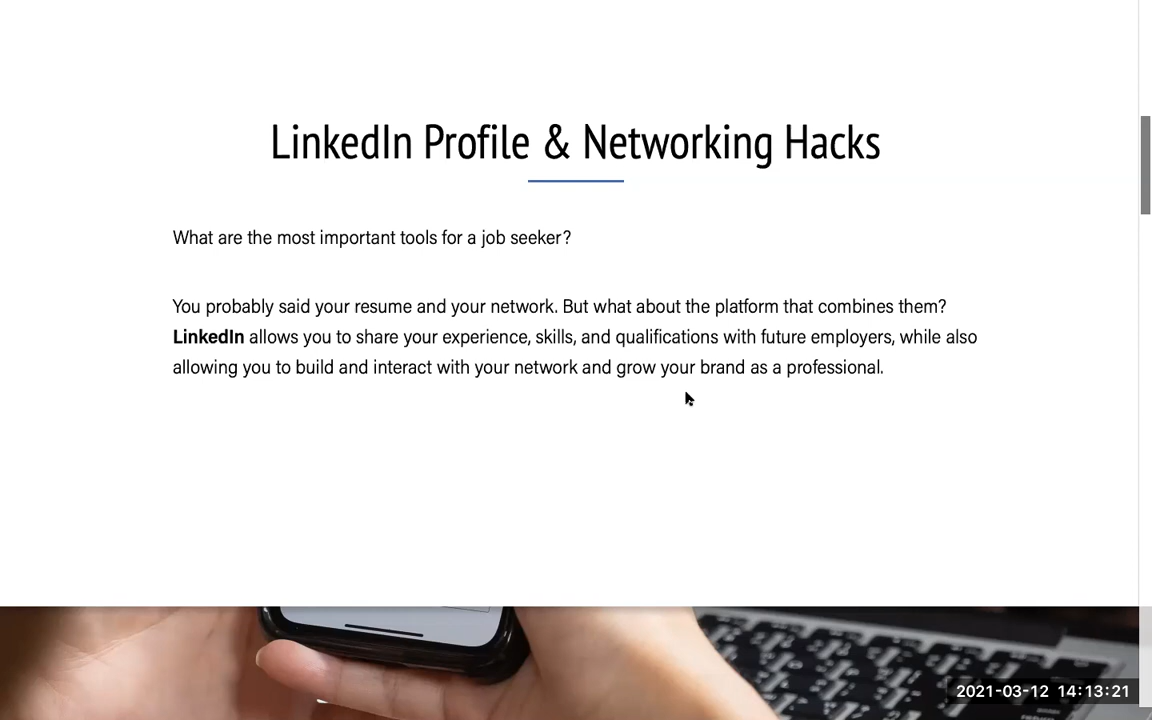 LinkedIn Profile & Networking Hacks
What are the most important tools for a job seeker?
You probably said your resume and your network. But what about the platform that combines them?
LinkedIn allows you to share your experience, skills, and qualifications with future employers, while also
allowing you to build and interact with your network and grow your brand as a professional.
2021-03-12 14:13:21